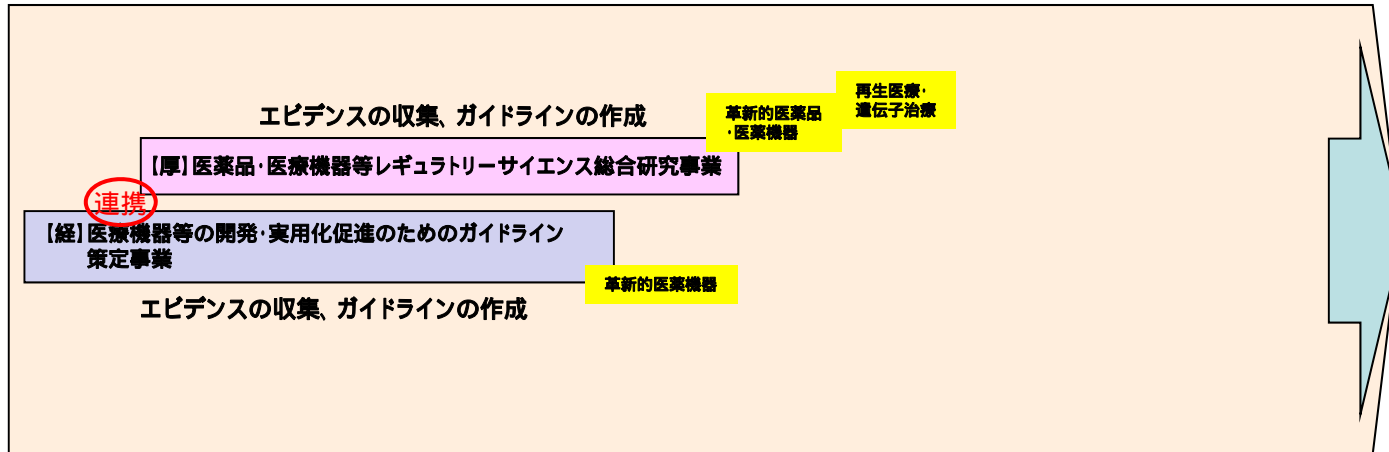 再生医療・
遺伝子治療
エビデンスの収集、ガイドラインの作成
革新的医薬品
・医薬機器
【厚】医薬品・医療機器等レギュラトリーサイエンス総合研究事業
連携
【経】医療機器等の開発・実用化促進のためのガイドライン
策定事業
革新的医薬機器
エビデンスの収集、ガイドラインの作成